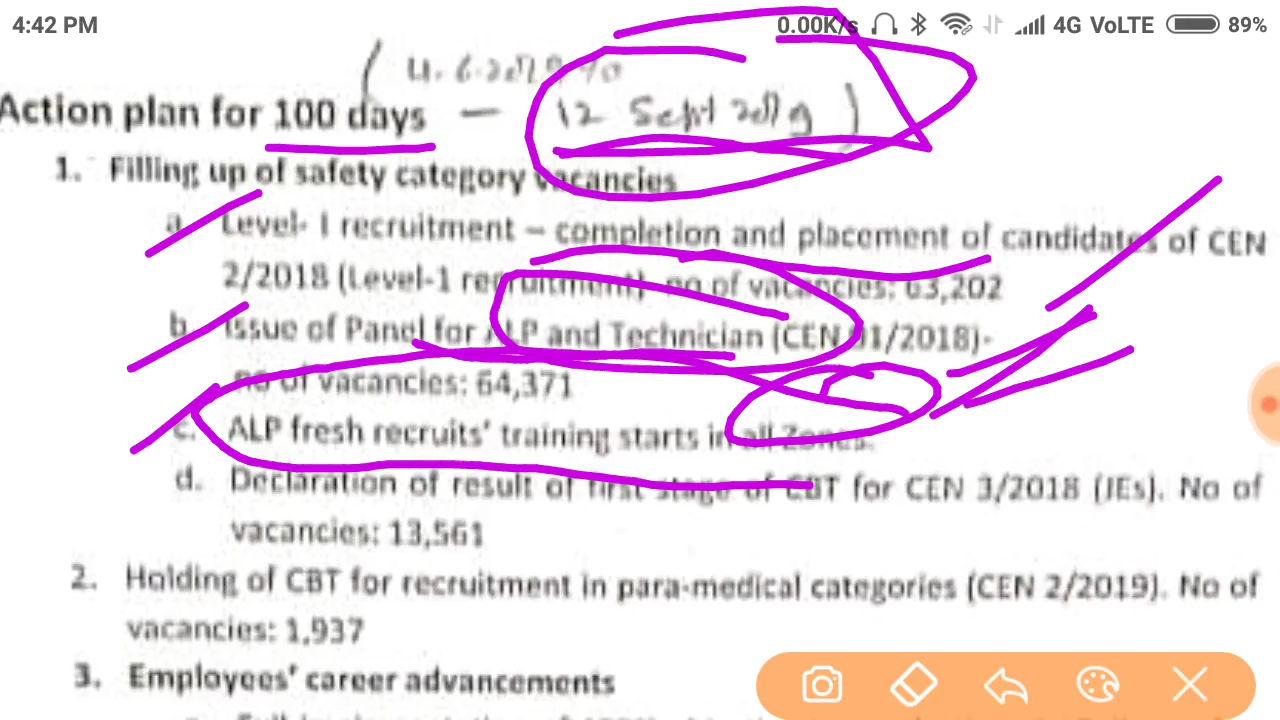 4:42 PM 0.00K/s 4G VoLTE 89%
Action plan for 100 days — 12 Sept 2019 )
1. Filling up of safety category vacancies
a. Level- I recruitment – completion and placement of candidates of CEN
2/2018 (Level-1 recruitment), no of vacancies: 63,202
b. Issue of Panel for ALP and Technician (CEN 01/2018)-
no of vacancies: 64,371
c. ALP fresh recruits' training starts in all Zones.
d. Declaration of result of first stage of CBT for CEN 3/2018 (JEs). No of
vacancies: 13,561
2. Holding of CBT for recruitment in para-medical categories (CEN 2/2019). No of
vacancies: 1,937
3. Employees' career advancements